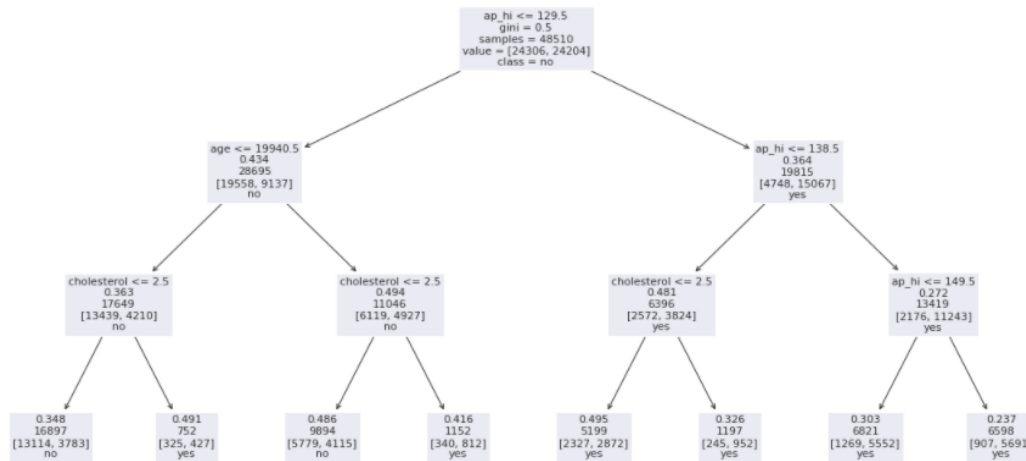 ap_hi <= 129.5
gini = 0.5
samples = 48510
value = [24306, 24204]
class = no
age <= 19940.5
0.434
28695
[19558, 9137]
no
ap_hi <= 138.5
0.364
19815
[4748, 15067]
yes
cholesterol <= 2.5
0.363
17649
[13439, 4210]
no
cholesterol <= 2.5
0.494
11046
[6119, 4927]
no
cholesterol <= 2.5
0.481
6396
[2572, 3824]
yes
ap_hi <= 149.5
0.272
13419
[2176, 11243]
yes
0.348
16897
[13114, 3783]
no
0.491
752
[325, 427]
yes
0.486
9894
[5779, 4115]
no
0.416
1152
[340, 812]
yes
0.495
5199
[2327, 2872]
yes
0.326
1197
[245, 952]
yes
0.303
6821
[1269, 5552]
yes
0.237
6598
[907, 5691]
yes